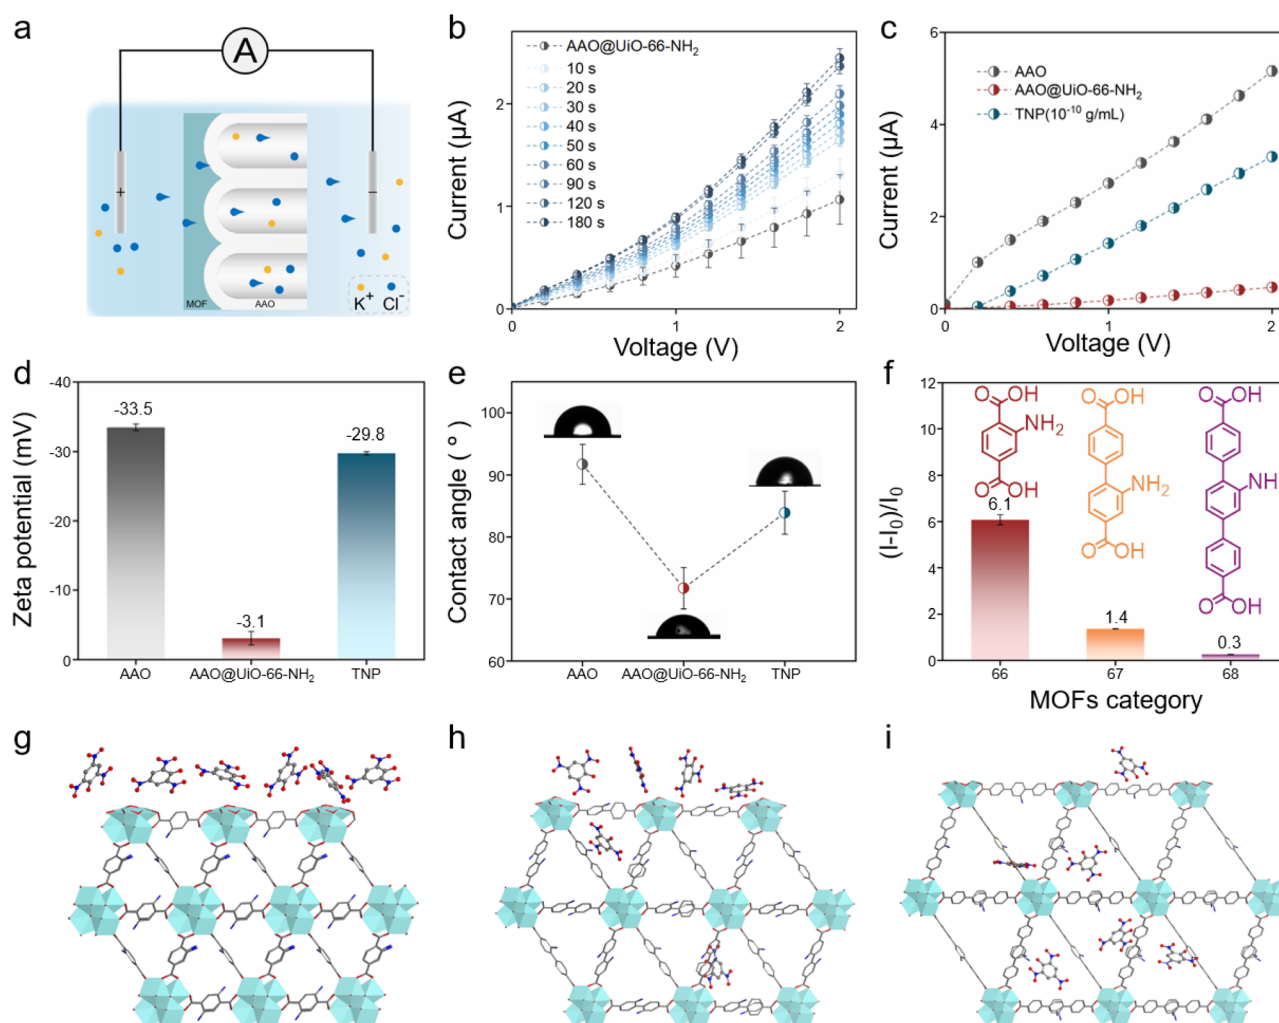 a
A
+
−
MOF
AAO
K⁺ Cl⁻
b
Current (μA)
2
1
0
AAO@UiO-66-NH₂
10 s
20 s
30 s
40 s
50 s
60 s
90 s
120 s
180 s
0 1 2
Voltage (V)
c
Current (μA)
6
4
2
0
AAO
AAO@UiO-66-NH₂
TNP(10⁻¹⁰ g/mL)
0 1 2
Voltage (V)
d
Zeta potential (mV)
-40
-30
-20
-10
0
-33.5
-3.1
-29.8
AAO AAO@UiO-66-NH₂ TNP
e
Contact angle (°)
100
90
80
70
60
AAO AAO@UiO-66-NH₂ TNP
f
(I-I₀)/I₀
12
10
8
6
4
2
0
O OH
NH₂
O OH
6.1
O OH
NH₂
O OH
1.4
O OH
NH
O OH
0.3
66 67 68
MOFs category
g
h
i